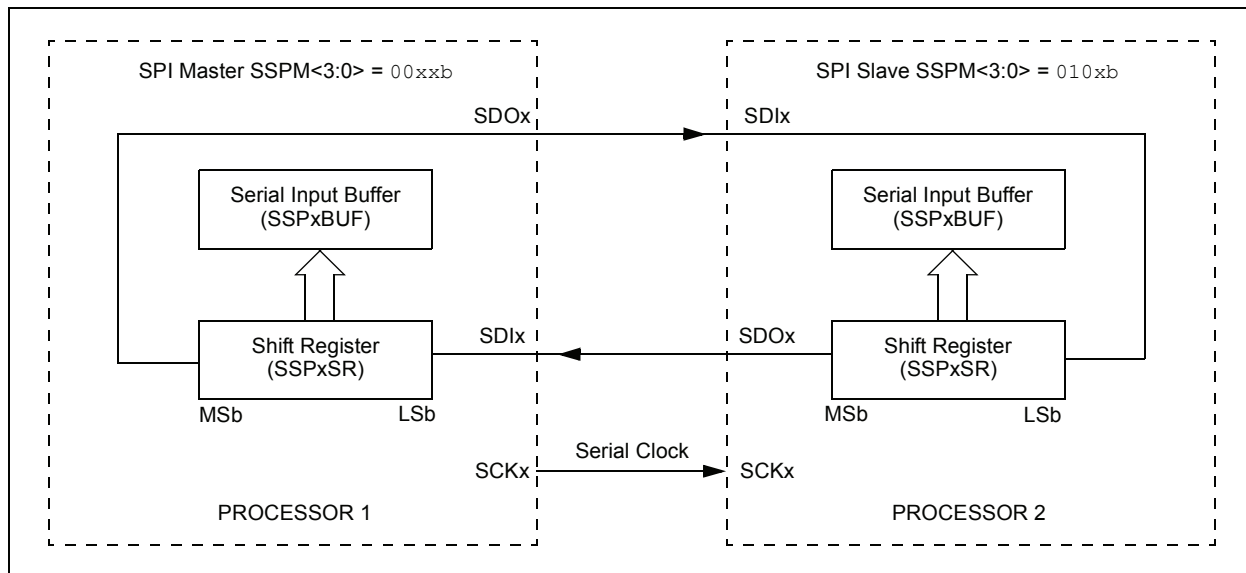 SPI Master SSPM<3:0> = 00xxb
SDOx
Serial Input Buffer
(SSPxBUF)
Shift Register
(SSPxSR)
MSb
LSb
SDIx
SCKx
PROCESSOR 1
Serial Clock
SPI Slave SSPM<3:0> = 010xb
SDIx
Serial Input Buffer
(SSPxBUF)
SDOx
Shift Register
(SSPxSR)
MSb
LSb
SCKx
PROCESSOR 2